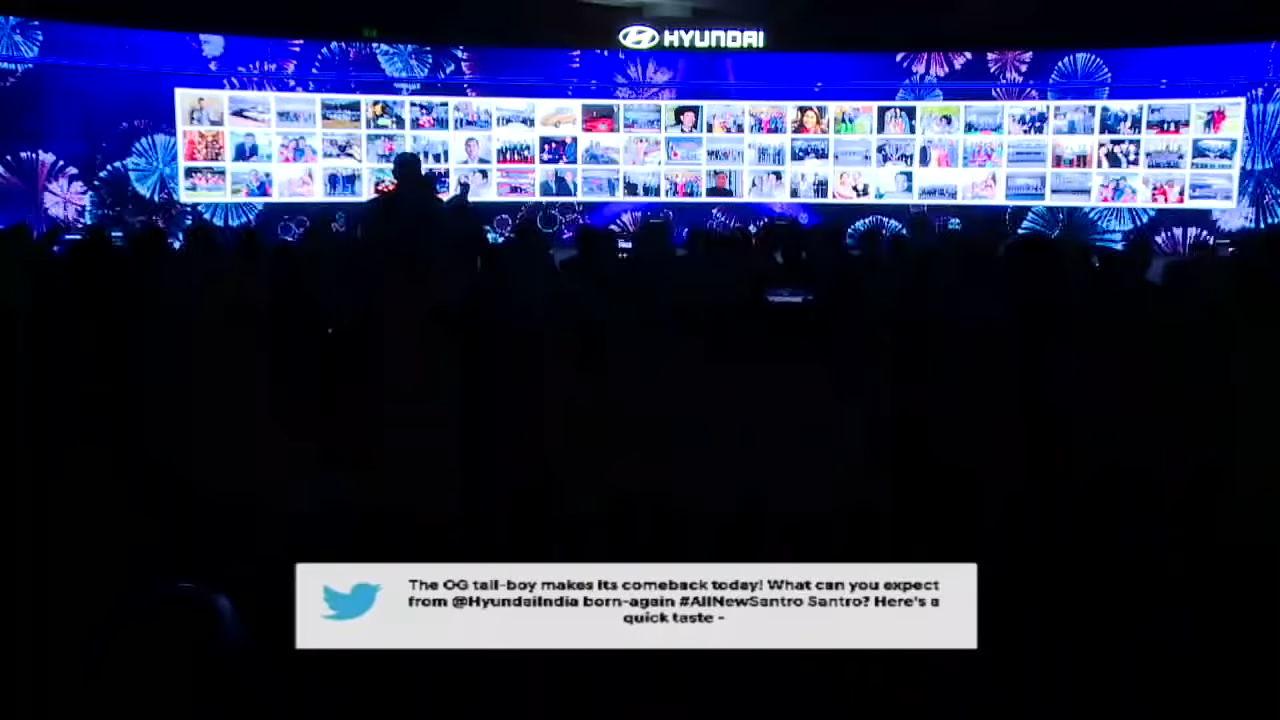 HYUNDAI
The OG tall-boy makes its comeback today! What can you expect
from @HyundaiIndia born-again #AllNewSantro Santro? Here's a
quick taste -